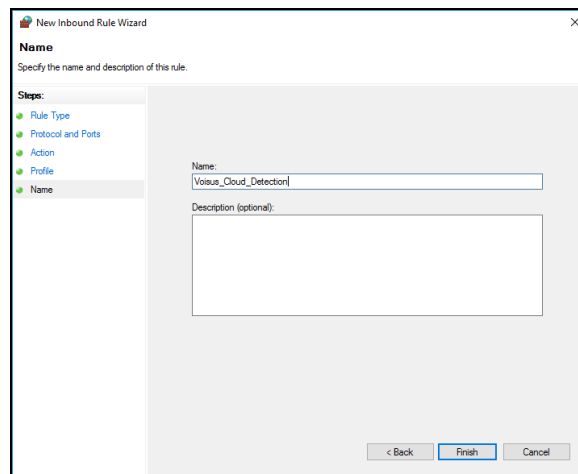 New Inbound Rule Wizard
Name
Specify the name and description of this rule.
Steps:
Rule Type
Protocol and Ports
Action
Profile
Name
Name:
Voisus_Cloud_Detection
Description (optional):
< Back
Finish
Cancel